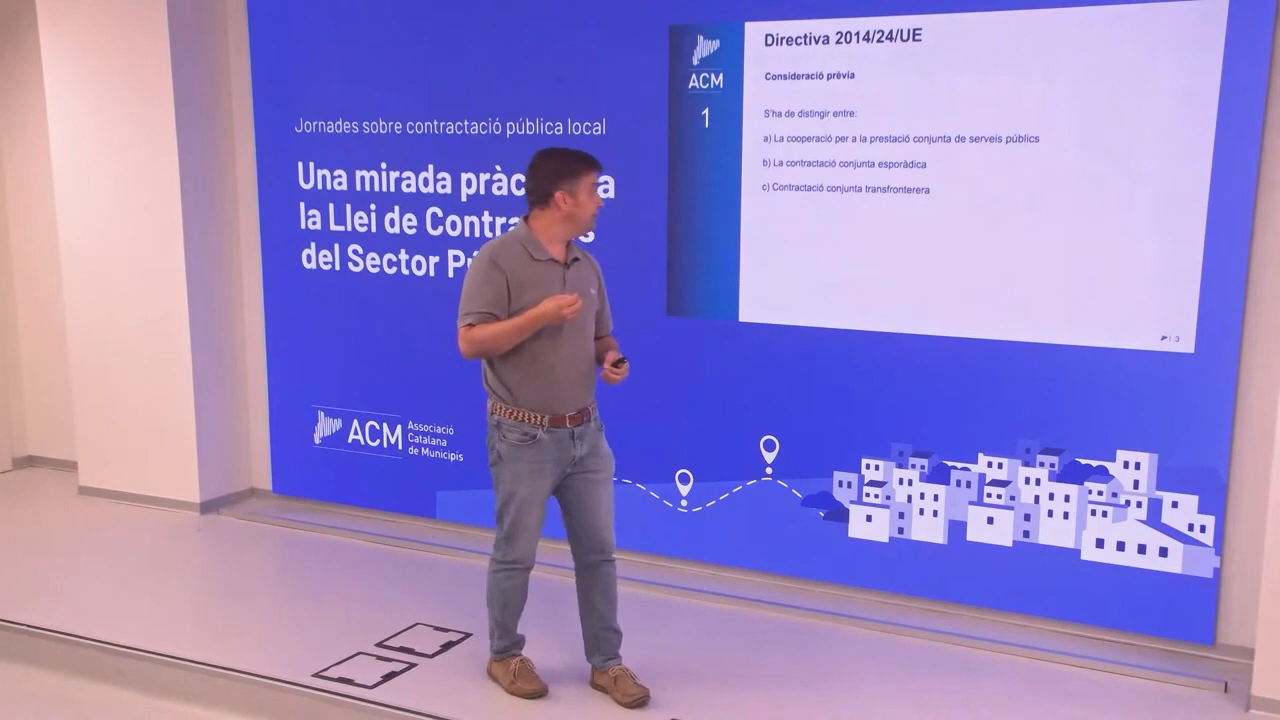 Jornades sobre contractació pública local
Una mirada a
la Llei de
del Sector
ACM
Associació
Catalana
de Municipis
ACM
1
Directiva 2014/24/UE
Consideració prèvia
S'ha de distingir entre:
a) La cooperació per a la prestació conjunta de serveis públics
b) La contractació conjunta esporàdica
c) Contractació conjunta transfronterera
3